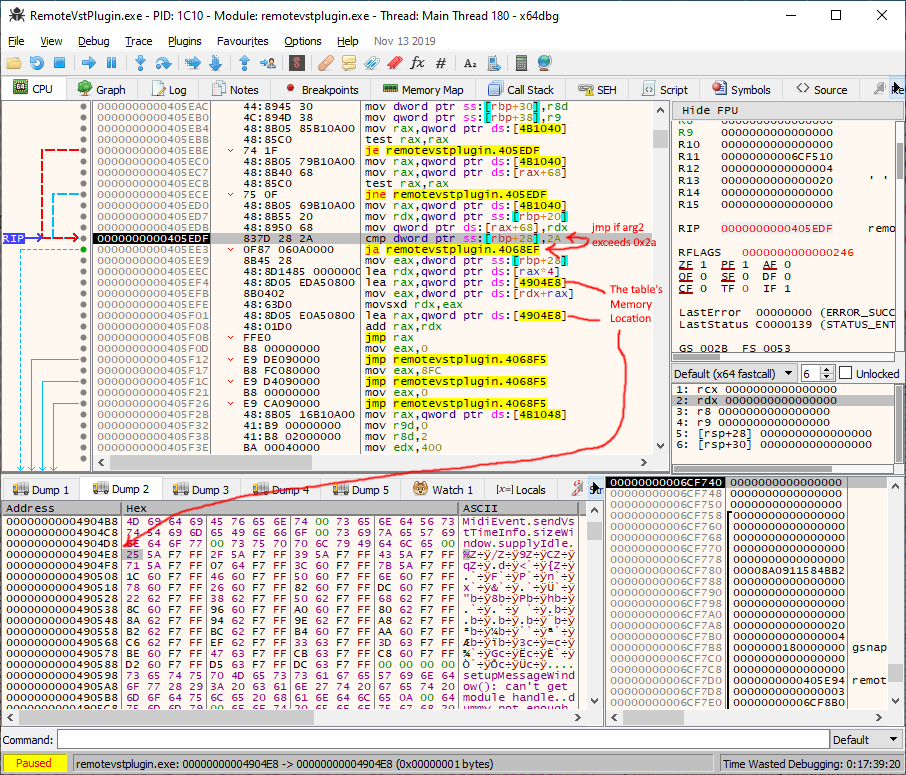 RemoteVstPlugin.exe - PID: 1C10 - Module: remotevstplugin.exe - Thread: Main Thread 180 - x64dbg
File View Debug Trace Plugins Favourites Options Help Nov 13 2019
CPU Graph Log Notes Breakpoints Memory Map Call Stack SEH Script Symbols Source
0000000000405EAC 44:8945 30 mov dword ptr ss:[rbp+30],r8d
0000000000405EB0 4C:894D 38 mov qword ptr ss:[rbp+38],r9
0000000000405EB4 48:8B05 85B10A00 mov rax,qword ptr ds:[4B1040]
0000000000405EBB 48:85C0 test rax,rax
0000000000405EBE 74 1F je remotevstplugin.405EDF
0000000000405EC0 48:8B05 79B10A00 mov rax,qword ptr ds:[4B1040]
0000000000405EC7 48:8B40 68 mov rax,qword ptr ds:[rax+68]
0000000000405ECB 48:85C0 test rax,rax
0000000000405ECE 75 0F jne remotevstplugin.405EDF
0000000000405ED0 48:8B05 69B10A00 mov rax,qword ptr ds:[4B1040]
0000000000405ED7 48:8B55 20 mov rdx,qword ptr ss:[rbp+20]
0000000000405EDB 48:8950 68 mov qword ptr ds:[rax+68],rdx
RIP 0000000000405EDF 837D 28 2A cmp dword ptr ss:[rbp+28],2A
0000000000405EE3 0F87 060A0000 ja remotevstplugin.4068EF
0000000000405EE9 8B45 28 mov eax,dword ptr ss:[rbp+28]
0000000000405EEC 48:8D1485 0000000 lea rdx,qword ptr ds:[rax*4]
0000000000405EF4 48:8D05 EDA50800 lea rax,qword ptr ds:[4904E8]
0000000000405EFB 8B0402 mov eax,dword ptr ds:[rdx+rax]
0000000000405EFE 48:63D0 movsxd rdx,eax
0000000000405F01 48:8D05 E0A50800 lea rax,qword ptr ds:[4904E8]
0000000000405F08 48:01D0 add rax,rdx
0000000000405F0B FFE0 jmp rax
0000000000405F0D B8 00000000 mov eax,0
0000000000405F12 E9 DE090000 jmp remotevstplugin.4068F5
0000000000405F17 B8 FC080000 mov eax,8FC
0000000000405F1C E9 D4090000 jmp remotevstplugin.4068F5
0000000000405F21 B8 00000000 mov eax,0
0000000000405F26 E9 CA090000 jmp remotevstplugin.4068F5
0000000000405F2B 48:8B05 16B10A00 mov rax,qword ptr ds:[4B1048]
0000000000405F32 41:B9 00000000 mov r9d,0
0000000000405F38 41:B8 02000000 mov r8d,2
0000000000405F3E BA 00040000 mov edx,400
jmp if arg2
exceeds 0x2a
The table's
Memory
Location
Hide FPU
R9 0000000000000000
R10 0000000000000000
R11 00000000006CF510
R12 0000000000000004
R13 0000000000000020 ' '
R14 0000000000000000
R15 0000000000000000
RIP 0000000000405EDF remo
RFLAGS 0000000000000246
ZF 1 PF 1 AF 0
OF 0 SF 0 DF 0
CF 0 TF 0 IF 1
LastError 00000000 (ERROR_SUCC
LastStatus C0000139 (STATUS_ENT
GS 002B FS 0053
Default (x64 fastcall) 6 Unlocked
1: rcx 0000000000000000
2: rdx 0000000000000000
3: r8 0000000000000000
4: r9 0000000000000000
5: [rsp+28] 0000000000000000
6: [rsp+30] 0000000000000000
Dump 1 Dump 2 Dump 3 Dump 4 Dump 5 Watch 1 [x=] Locals Str
Address Hex ASCII
00000000004904B8 4D 69 64 69 45 76 65 6E 74 00 73 65 6E 64 56 73 MidiEvent.sendVs
00000000004904C8 74 54 69 6D 65 49 6E 66 6F 00 73 69 7A 65 57 69 tTimeInfo.sizeWi
00000000004904D8 6E 64 6F 77 00 73 75 70 70 6C 79 49 64 6C 65 00 ndow.supplyIdle.
00000000004904E8 25 5A F7 FF 2F 5A F7 FF 39 5A F7 FF 43 5A F7 FF %Z÷ÿ/Z÷ÿ9Z÷ÿCZ÷ÿ
00000000004904F8 71 5A F7 FF 07 64 F7 FF 3C 60 F7 FF 7B 5A F7 FF
0000000000490508 1C 60 F7 FF 46 60 F7 FF 50 60 F7 FF 6E 60 F7 FF
0000000000490518 78 60 F7 FF 26 60 F7 FF 82 60 F7 FF DC 60 F7 FF
0000000000490528 22 62 F7 FF 38 62 F7 FF 50 62 F7 FF 68 62 F7 FF
0000000000490538 8C 60 F7 FF 96 60 F7 FF A0 60 F7 FF 80 62 F7 FF
0000000000490548 8A 62 F7 FF 94 62 F7 FF 9E 62 F7 FF A8 62 F7 FF
0000000000490558 B2 62 F7 FF BC 62 F7 FF B4 60 F7 FF AA 60 F7 FF
0000000000490568 C6 62 F7 FF EF 62 F7 FF 33 63 F7 FF 3D 63 F7 FF
0000000000490578 BE 60 F7 FF 47 63 F7 FF CB 63 F7 FF C8 60 F7 FF
0000000000490588 D2 60 F7 FF D5 63 F7 FF DC 63 F7 FF 00 00 00 00
0000000000490598 73 65 74 75 70 4D 65 73 73 61 67 65 57 69 6E 64 setupMessageWind
00000000004905A8 6F 77 28 29 3A 20 63 61 6E 27 74 20 67 65 74 20 ow(): can't get
00000000004905B8 6D 6F 64 75 6C 65 20 68 61 6E 64 6C 65 0A 00 64 module handle..d
00000000006CF740 0000000000000000
00000000006CF748 0000000000000000
00000000006CF750 0000000000000000
00000000006CF758 0000000000000000
00000000006CF760 0000000000000000
00000000006CF768 0000000000000000
00000000006CF770 0000000000000000
00000000006CF778 0000000000000000
00000000006CF780 00008A0911584BB2
00000000006CF788 0000000000000000
00000000006CF790 0000000000000000
00000000006CF798 0000000000000000
00000000006CF7A0 0000000000000000
00000000006CF7A8 0000000000000020
00000000006CF7B0 0000000000000004
00000000006CF7B8 0000000180000000 gsnap
00000000006CF7C0 0000000000000000
00000000006CF7C8 0000000000000000
00000000006CF7D0 0000000000405E94 remot
00000000006CF7D8 0000000000000003
00000000006CF7E0 00000000006CF8B0
Command: Default
Paused remotevstplugin.exe: 00000000004904E8 -> 00000000004904E8 (0x00000001 bytes) Time Wasted Debugging: 0:17:39:20